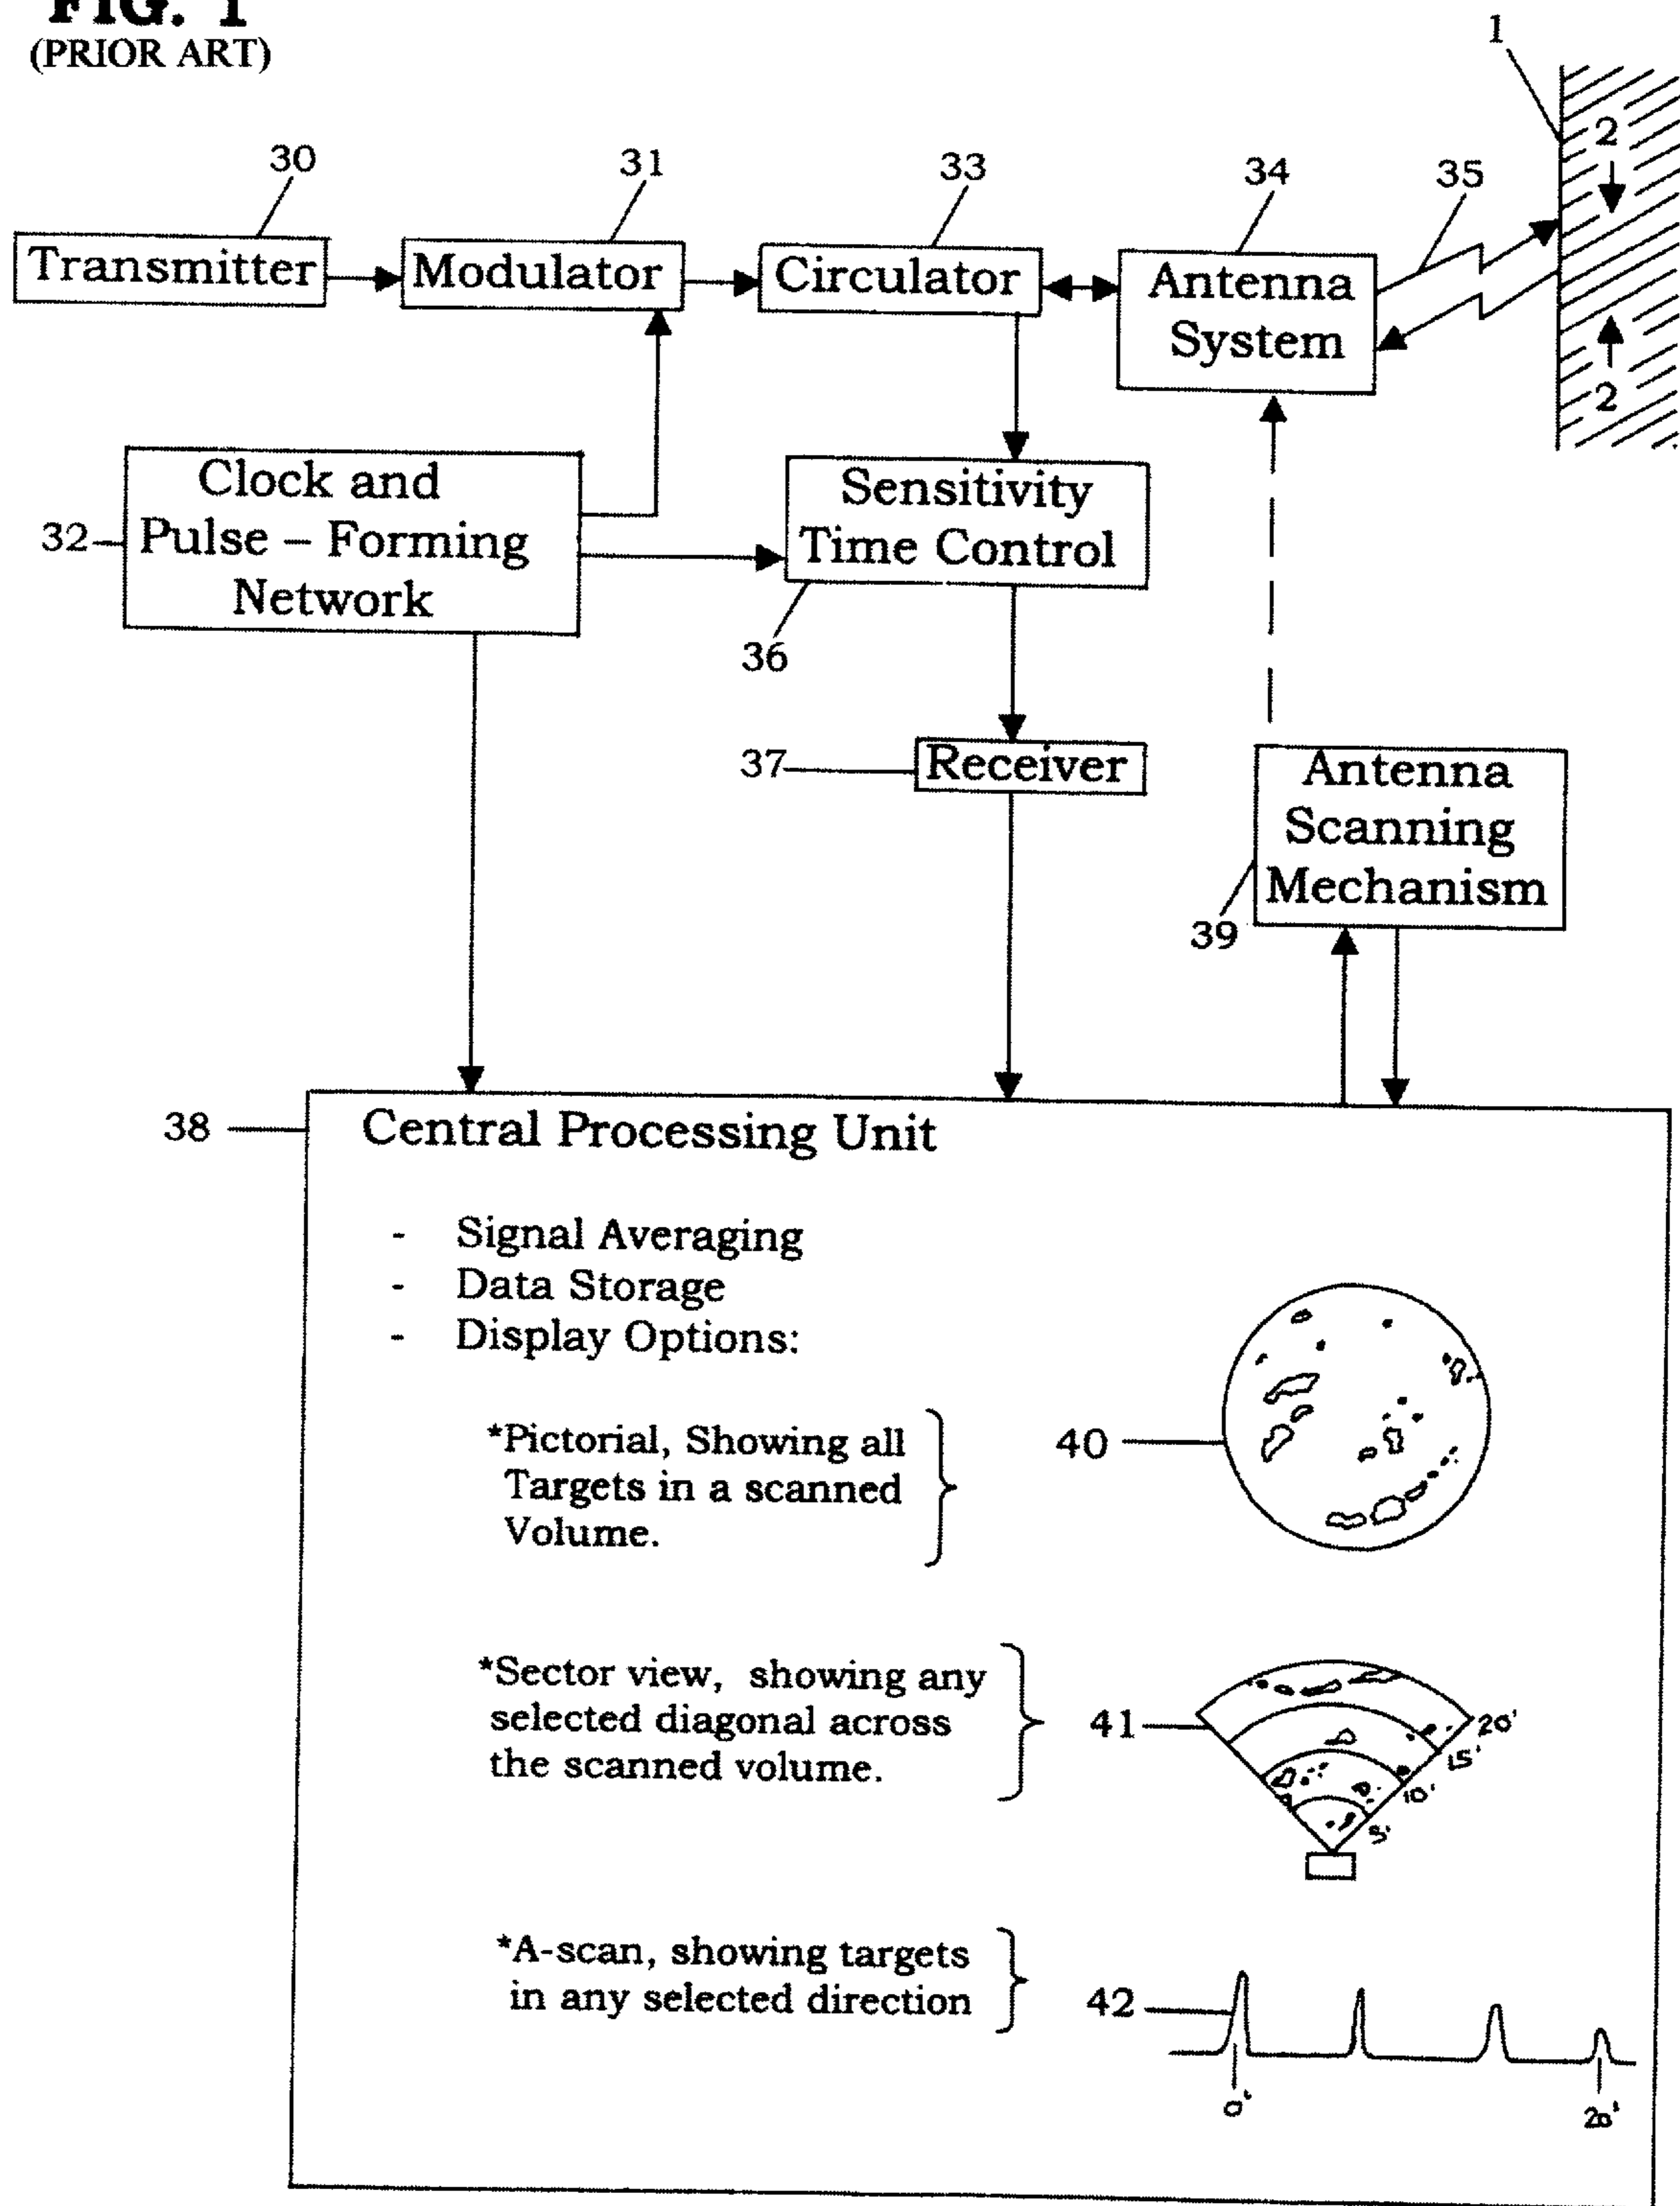 FIG. 1
(PRIOR ART)
1
2
2
30
31
33
34
35
Transmitter
Modulator
Circulator
Antenna
System
32
Clock and
Pulse – Forming
Network
Sensitivity
Time Control
36
37
Receiver
Antenna
Scanning
Mechanism
39
38
Central Processing Unit
- Signal Averaging
- Data Storage
- Display Options:
*Pictorial, Showing all
Targets in a scanned
Volume.
40
*Sector view, showing any
selected diagonal across
the scanned volume.
41
20'
15'
10'
5'
*A-scan, showing targets
in any selected direction
42
0'
20'